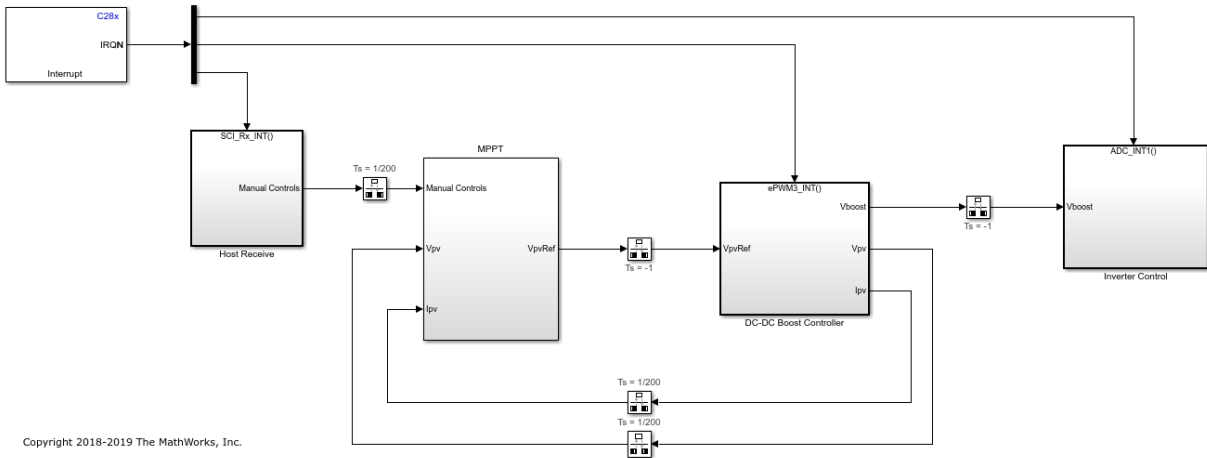 C28x
IRQN
Interrupt
SCI_Rx_INT()
Manual Controls
Host Receive
Ts = 1/200
MPPT
Manual Controls
Vpv
Ipv
VpvRef
Ts = -1
ePWM3_INT()
VpvRef
Vboost
Vpv
Ipv
DC-DC Boost Controller
Ts = -1
ADC_INT1()
Vboost
Inverter Control
Ts = 1/200
Ts = 1/200
Copyright 2018-2019 The MathWorks, Inc.